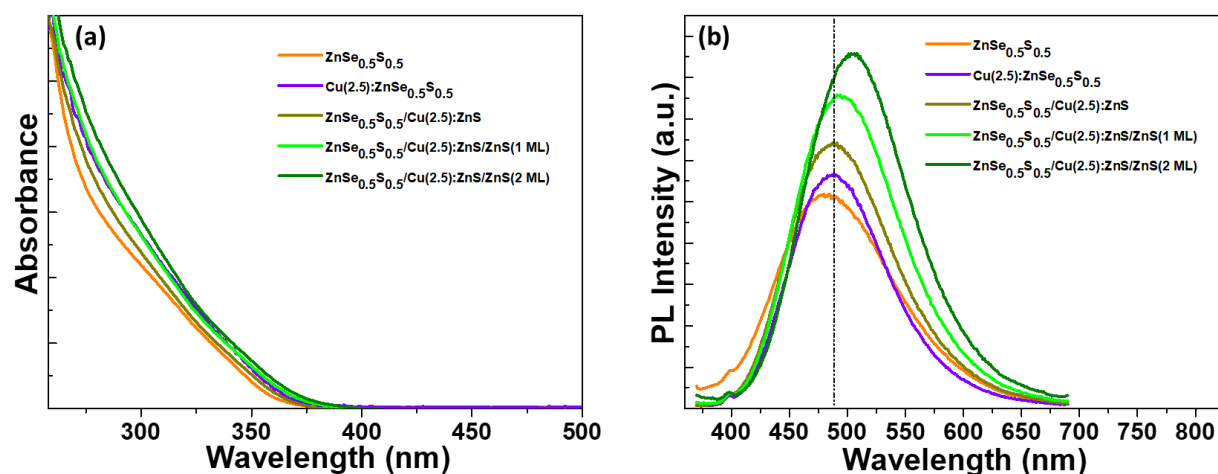 (a)
ZnSe0.5S0.5
Cu(2.5):ZnSe0.5S0.5
ZnSe0.5S0.5/Cu(2.5):ZnS
ZnSe0.5S0.5/Cu(2.5):ZnS/ZnS(1 ML)
ZnSe0.5S0.5/Cu(2.5):ZnS/ZnS(2 ML)
Absorbance
300 350 400 450 500
Wavelength (nm)
(b)
ZnSe0.5S0.5
Cu(2.5):ZnSe0.5S0.5
ZnSe0.5S0.5/Cu(2.5):ZnS
ZnSe0.5S0.5/Cu(2.5):ZnS/ZnS(1 ML)
ZnSe0.5S0.5/Cu(2.5):ZnS/ZnS(2 ML)
PL Intensity (a.u.)
400 450 500 550 600 650 700 750 800
Wavelength (nm)